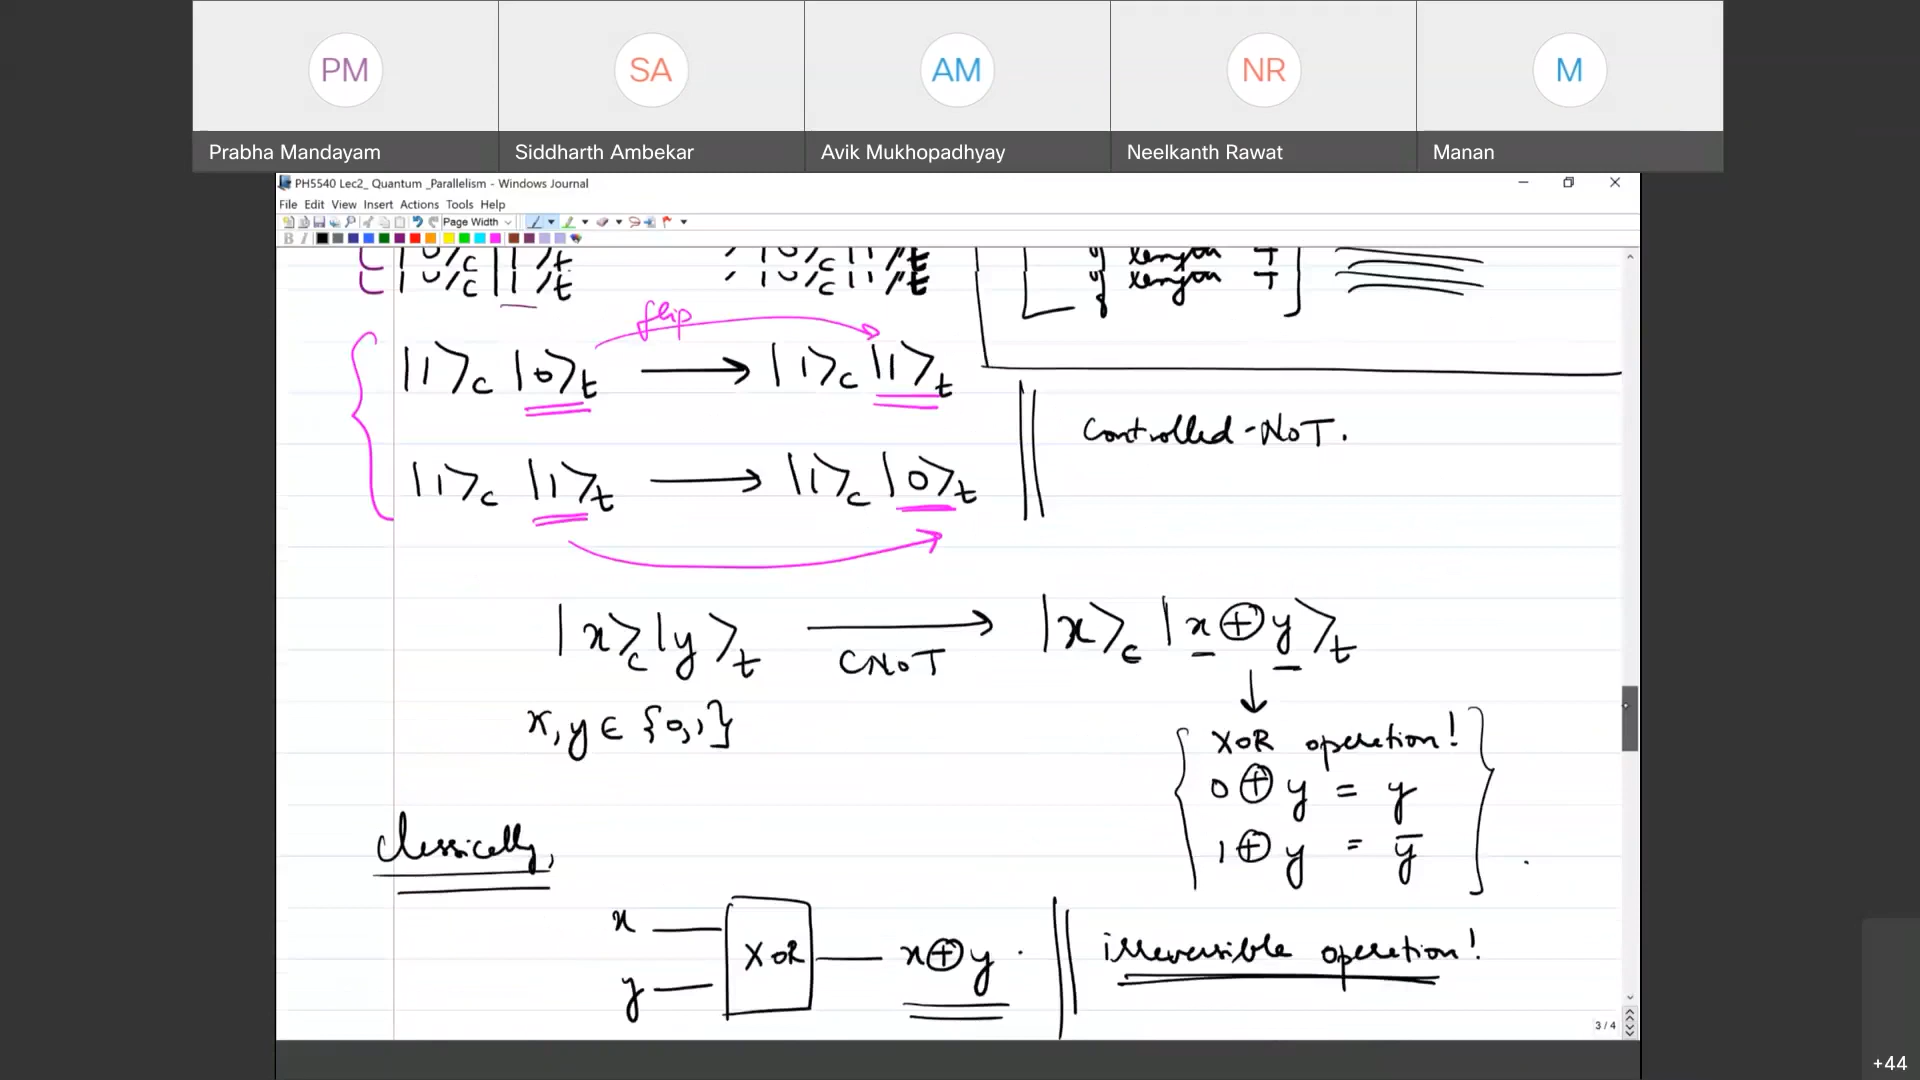 PM SA AM NR M
Prabha Mandayam Siddharth Ambekar Avik Mukhopadhyay Neelkanth Rawat Manan
PH5540 Lec2_ Quantum _Parallelism - Windows Journal
File Edit View Insert Actions Tools Help
Page Width
B I
flip
|1⟩c |0⟩t → |1⟩c |1⟩t
Controlled-NOT.
|1⟩c |1⟩t → |1⟩c |0⟩t
|x⟩c |y⟩t → |x⟩c |x ⊕ y⟩t
CNOT
x, y ∈ {0,1}
↓
XOR operation!
0 ⊕ y = y
1 ⊕ y = ȳ
Classically,
x
XOR x ⊕ y .
y
irreversible operation!
3 / 4
+44